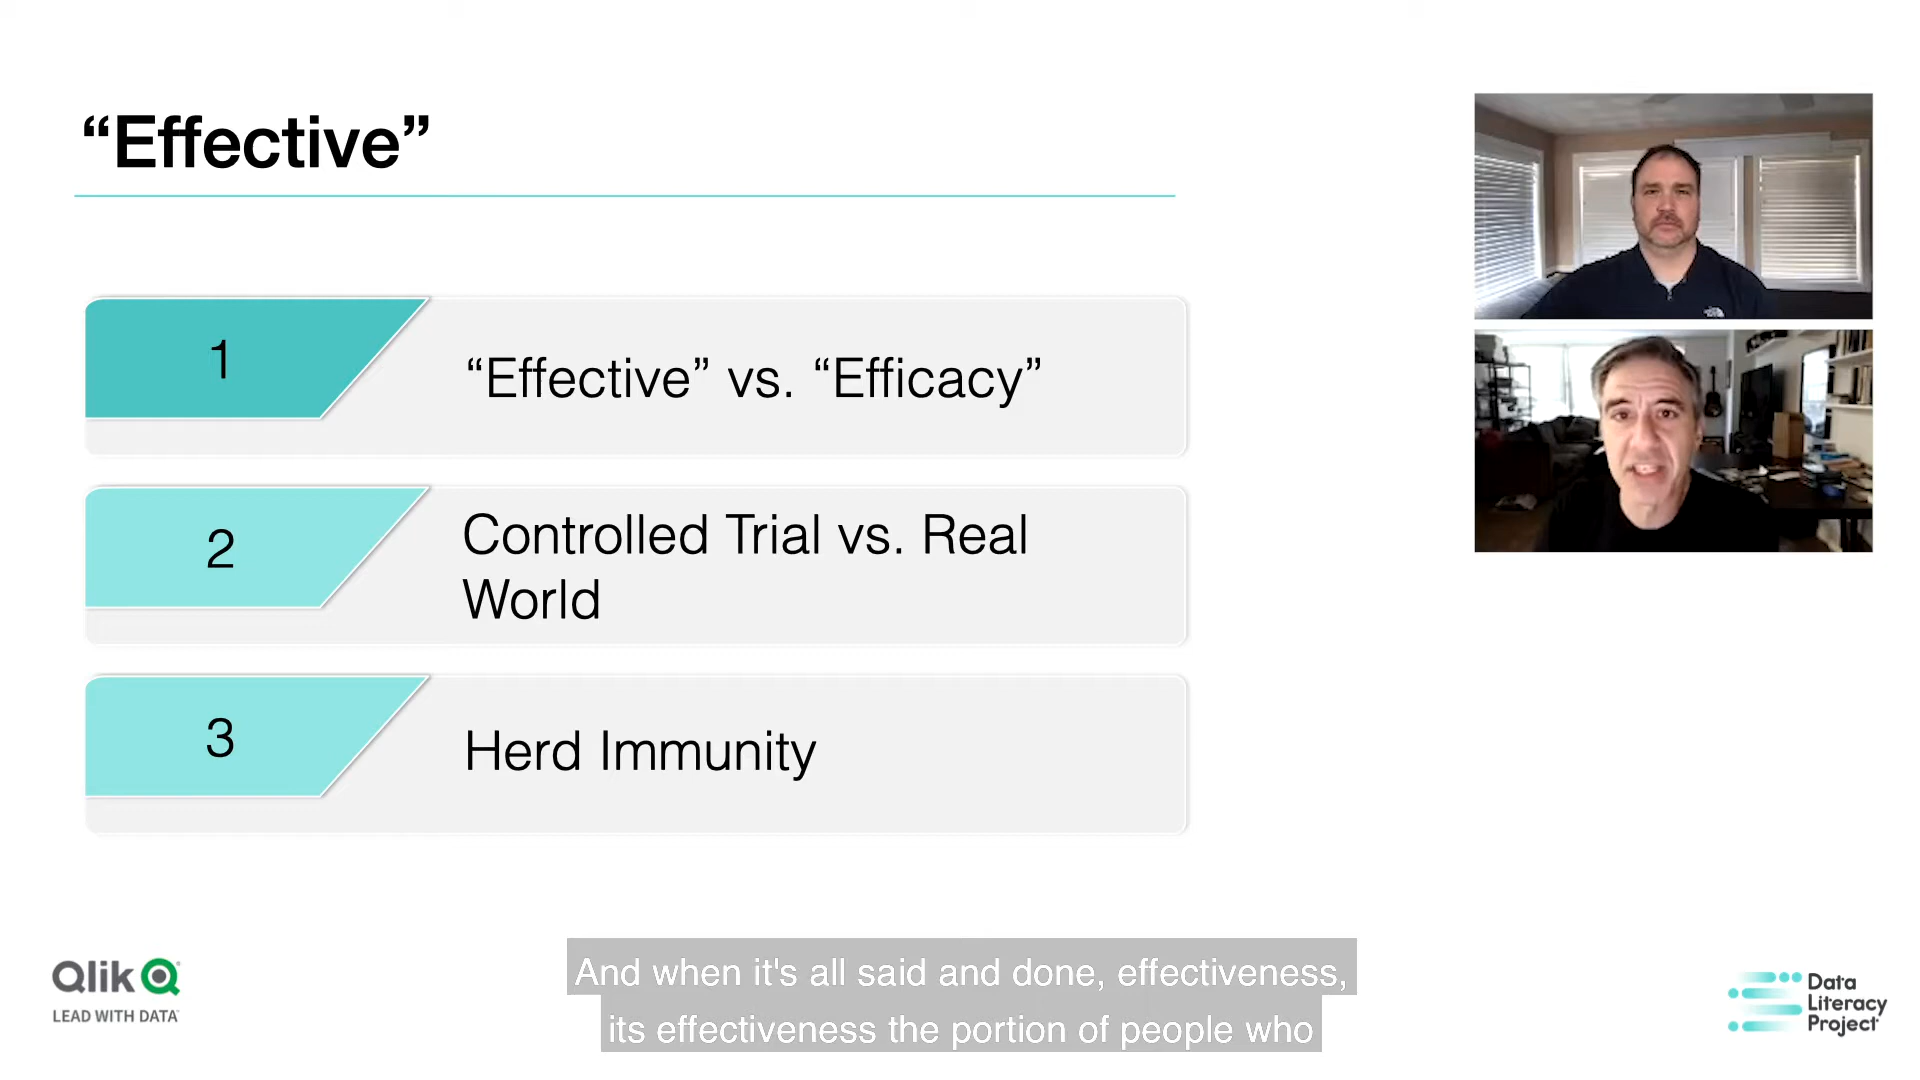 “Effective”
1
“Effective” vs. “Efficacy”
2
Controlled Trial vs. Real
World
3
Herd Immunity
And when it's all said and done, effectiveness,
its effectiveness the portion of people who
Qlik
LEAD WITH DATA
Data
Literacy
Project